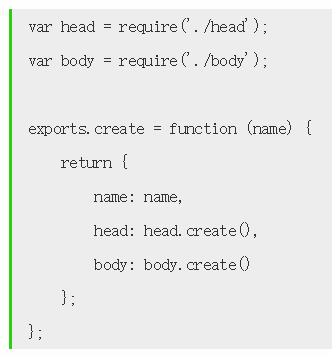 var head = require('./head');
var body = require('./body');

exports.create = function (name) {
    return {
        name: name,
        head: head.create(),
        body: body.create()
    };
};